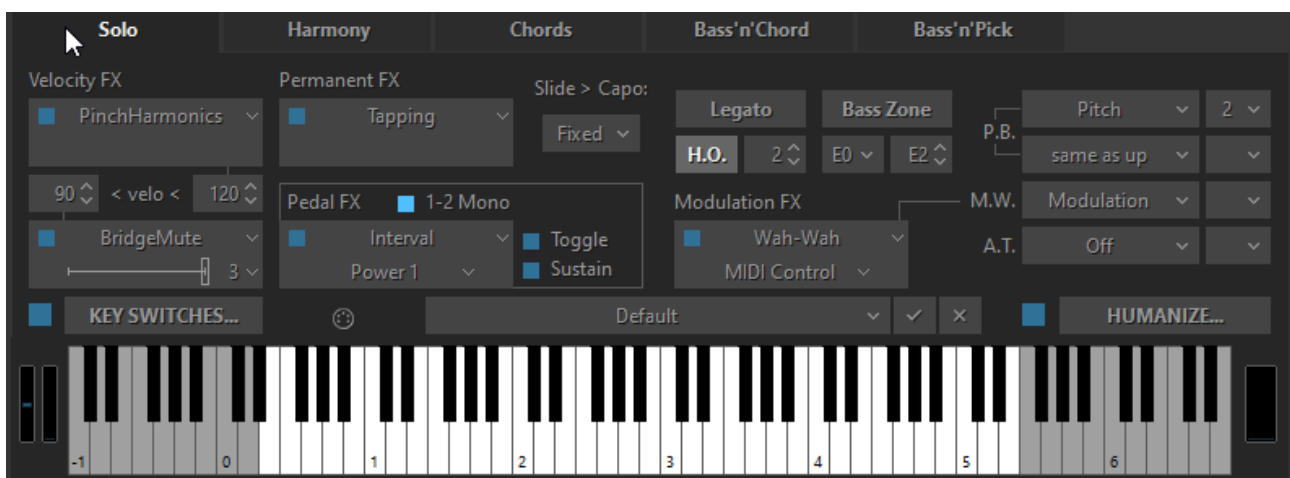 Solo Harmony Chords Bass'n'Chord Bass'n'Pick
Velocity FX Permanent FX Slide > Capo:
PinchHarmonics Tapping Legato Bass Zone P.B. Pitch 2
Fixed H.O. 2 E0 E2 same as up
90 < velo < 120 Pedal FX 1-2 Mono Modulation FX M.W. Modulation
BridgeMute Interval Toggle Wah-Wah A.T. Off
3 Power 1 Sustain MIDI Control
KEY SWITCHES... Default HUMANIZE...
-1 0 1 2 3 4 5 6